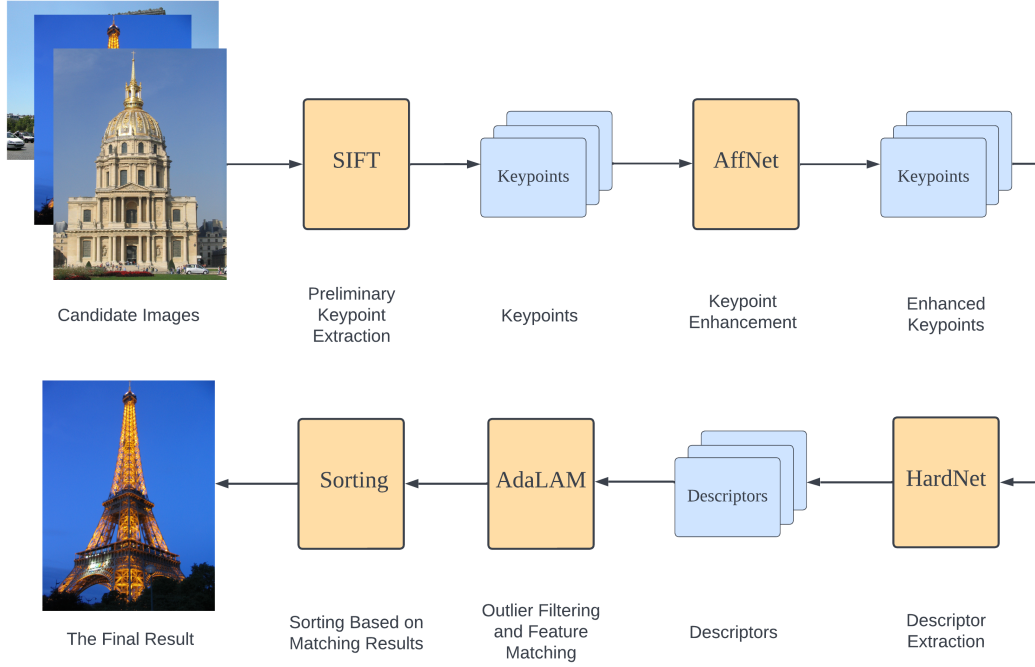 SIFT
Keypoints
AffNet
Keypoints
Candidate Images
Preliminary
Keypoint
Extraction
Keypoints
Keypoint
Enhancement
Enhanced
Keypoints
Sorting
AdaLAM
Descriptors
HardNet
The Final Result
Sorting Based on
Matching Results
Outlier Filtering
and Feature
Matching
Descriptors
Descriptor
Extraction